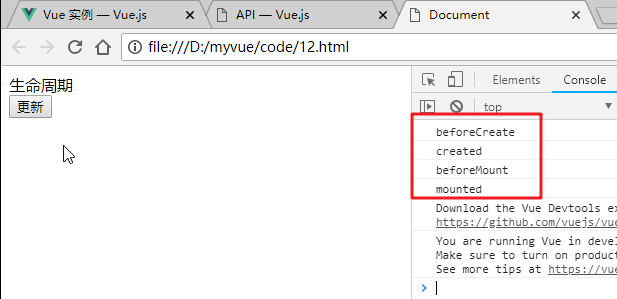 Vue 实例 — Vue.js
API — Vue.js
Document
file:///D:/myvue/code/12.html
生命周期
更新
Elements
Console
top
beforeCreate
created
beforeMount
mounted
Download the Vue Devtools ex
https://github.com/vuejs/vue
You are running Vue in deve
Make sure to turn on product
See more tips at https://vue